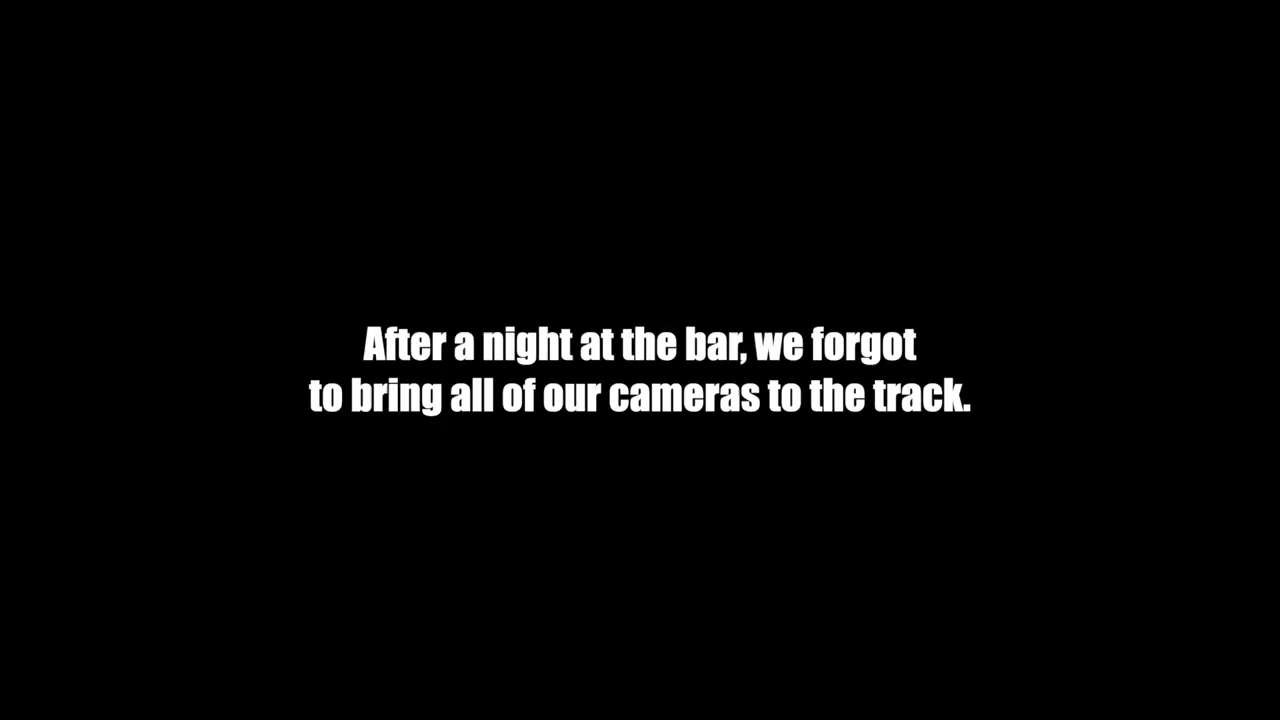 After a night at the bar, we forgot
to bring all of our cameras to the track.